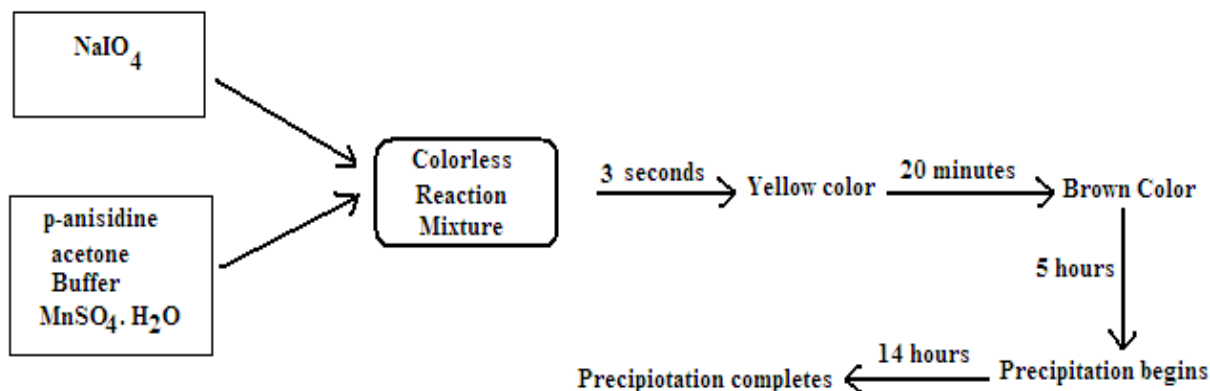 NaIO4
p-anisidine
acetone
Buffer
MnSO4. H2O
Colorless
Reaction
Mixture
3 seconds
Yellow color
20 minutes
Brown Color
5 hours
Precipitation begins
14 hours
Precipiotation completes